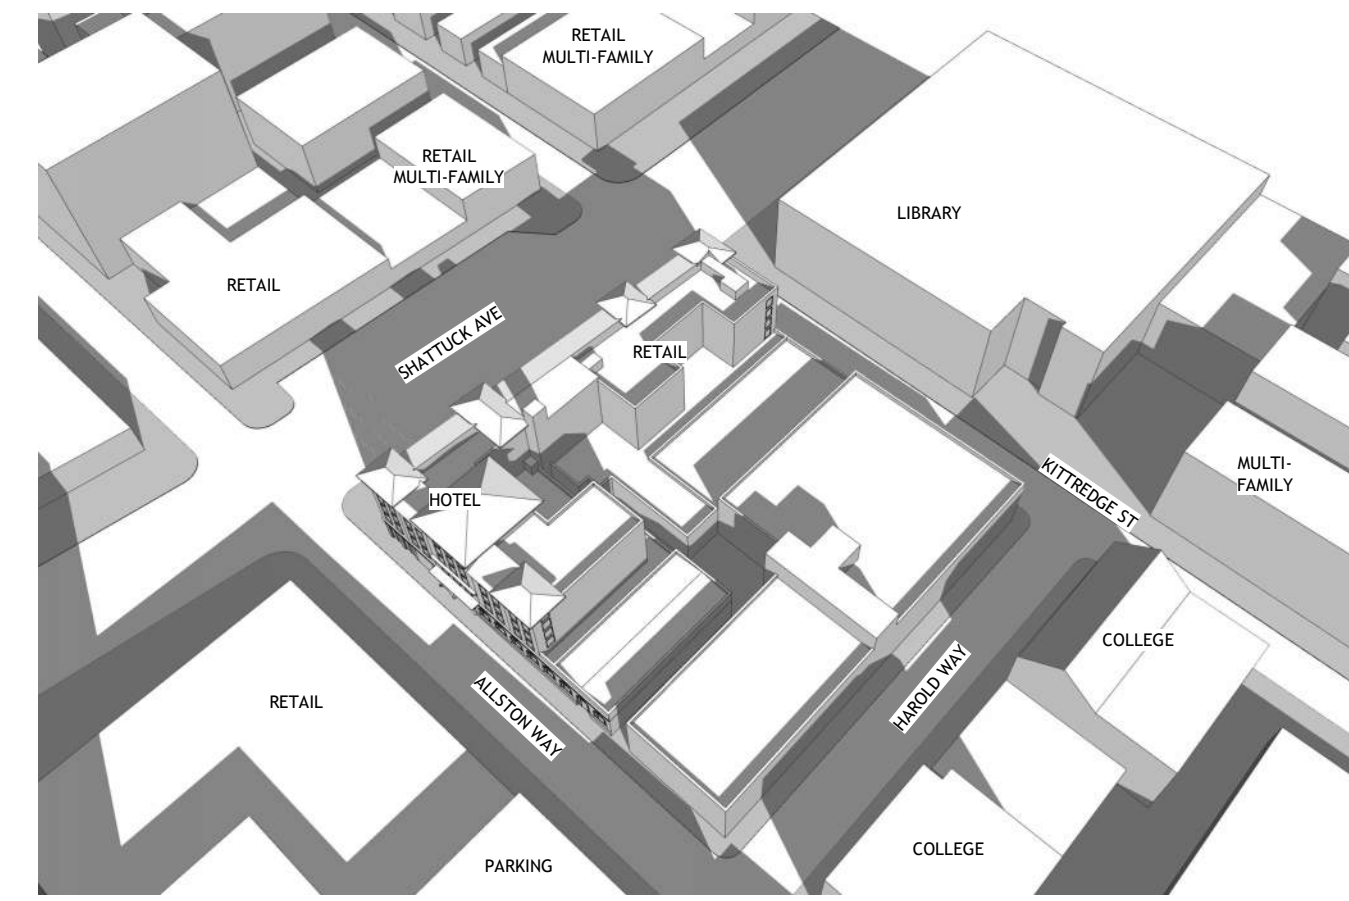 RETAIL
MULTI-FAMILY
RETAIL
MULTI-FAMILY
LIBRARY
RETAIL
SHATTUCK AVE
RETAIL
MULTI-
FAMILY
HOTEL
KITTREDGE ST
COLLEGE
HAROLD WAY
RETAIL
ALLSTON WAY
COLLEGE
PARKING